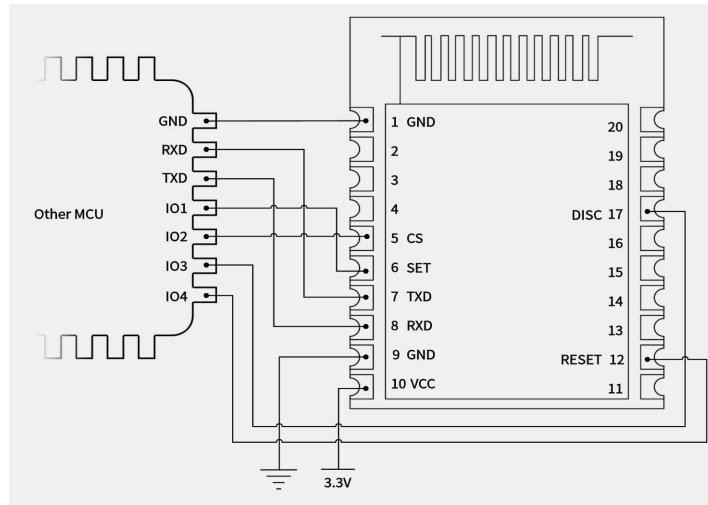 Other MCU
GND
RXD
TXD
IO1
IO2
IO3
IO4
1 GND
2
3
4
5 CS
6 SET
7 TXD
8 RXD
9 GND
10 VCC
20
19
18
DISC 17
16
15
14
13
RESET 12
11
3.3V